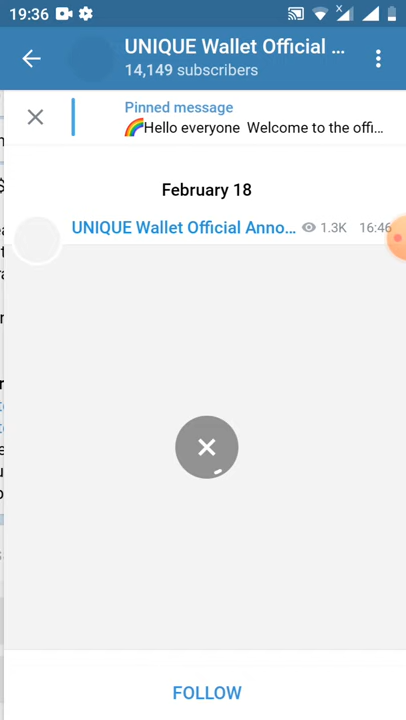 19:36
UNIQUE Wallet Official ...
14,149 subscribers
Pinned message
🌈Hello everyone Welcome to the offi...
February 18
UNIQUE Wallet Official Anno... 1.3K 16:46
FOLLOW